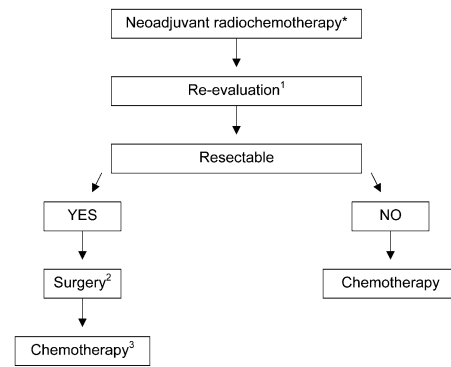 Neoadjuvant radiochemotherapy*
Re-evaluation¹
Resectable
YES
NO
Surgery²
Chemotherapy
Chemotherapy³